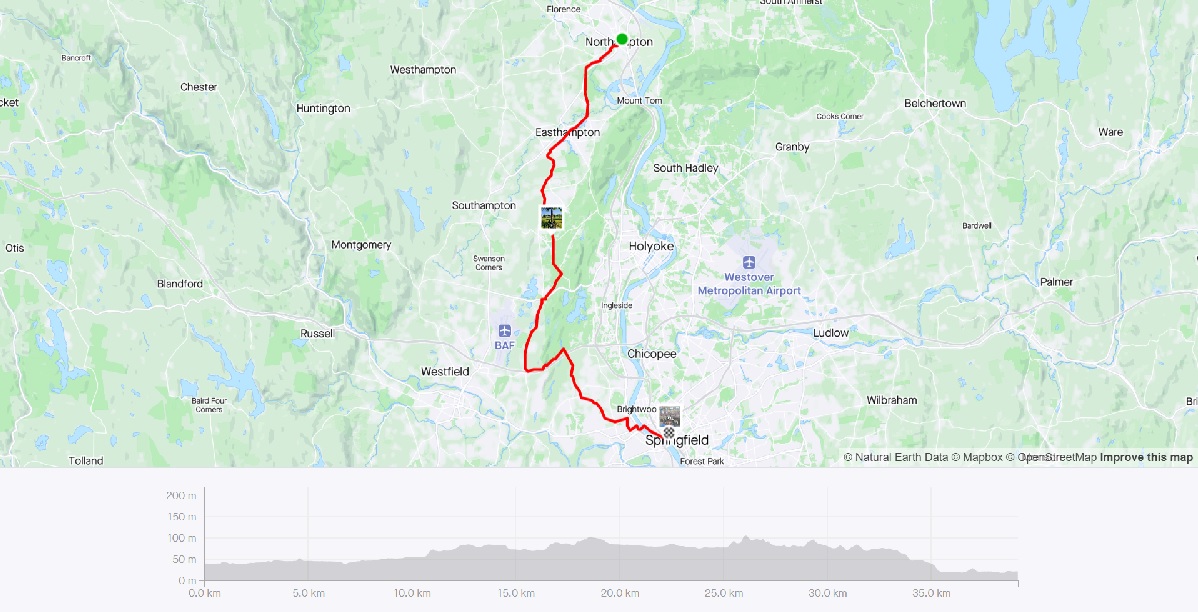 Florence
South Amherst
Northampton
Bancroft
Westhampton
Chester
Huntington
Mount Tom
Belchertown
cket
Cooks Corner
Easthampton
Ware
Granby
South Hadley
Southampton
Bardwell
Otis
Montgomery
Holyoke
Swanson
Corners
Westover
Metropolitan Airport
Blandford
Palmer
Ingleside
Russell
BAF
Ludlow
Chicopee
Westfield
Baird Four
Corners
Brightwoo
Wilbraham
Bri
Springfield
Tolland
Forest Park
© Natural Earth Data © Mapbox © OpenStreetMap Improve this map
200 m
150 m
100 m
50 m
0 m
0.0 km 5.0 km 10.0 km 15.0 km 20.0 km 25.0 km 30.0 km 35.0 km